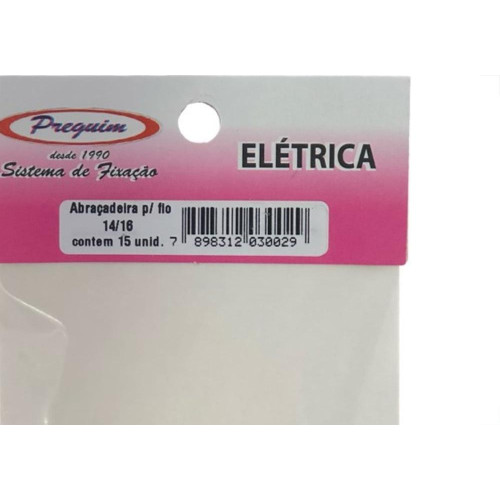 Preguim
desde 1990
Sistema de Fixação
ELÉTRICA
Abraçadeira p/ fio
14/16
contem 15 unid.
7 898312 030029